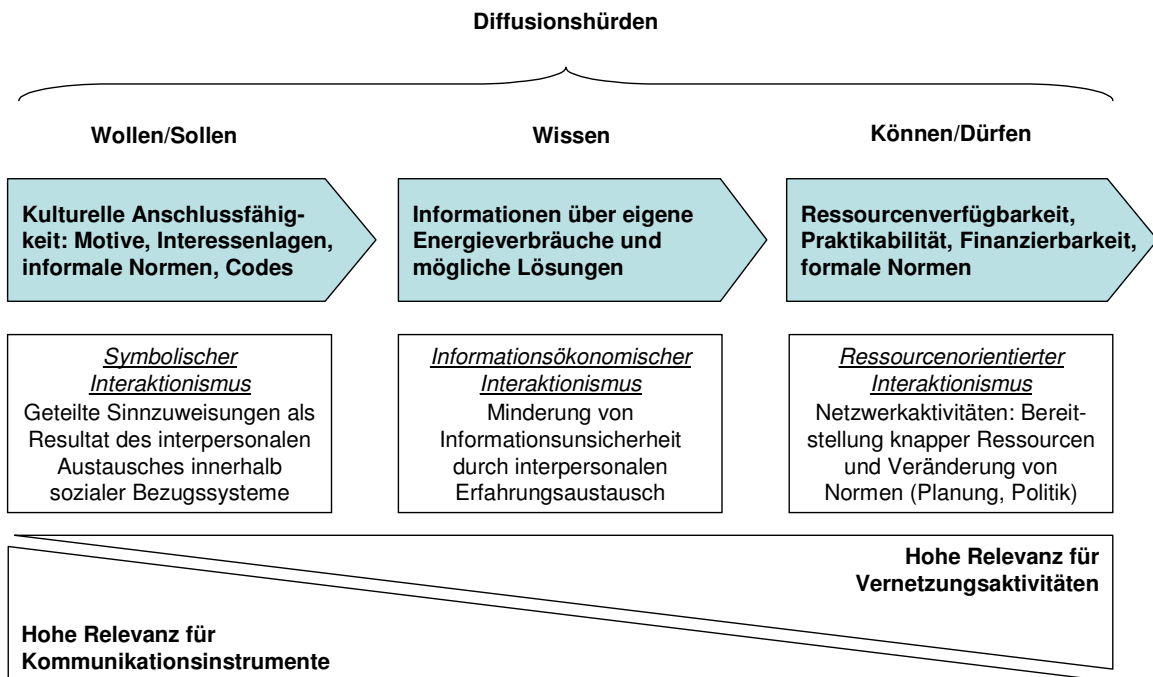 Diffusionshürden
Wollen/Sollen
Wissen
Können/Dürfen
Kulturelle Anschlussfähig-
keit: Motive, Interessenlagen,
informale Normen, Codes
Informationen über eigene
Energieverbräuche und
mögliche Lösungen
Ressourcenverfügbarkeit,
Praktikabilität, Finanzierbarkeit,
formale Normen
Symbolischer
Interaktionismus
Geteilte Sinnzuweisungen als
Resultat des interpersonalen
Austausches innerhalb
sozialer Bezugssysteme
Informationsökonomischer
Interaktionismus
Minderung von
Informationsunsicherheit
durch interpersonalen
Erfahrungsaustausch
Ressourcenorientierter
Interaktionismus
Netzwerkaktivitäten: Bereit-
stellung knapper Ressourcen
und Veränderung von
Normen (Planung, Politik)
Hohe Relevanz für
Vernetzungsaktivitäten
Hohe Relevanz für
Kommunikationsinstrumente